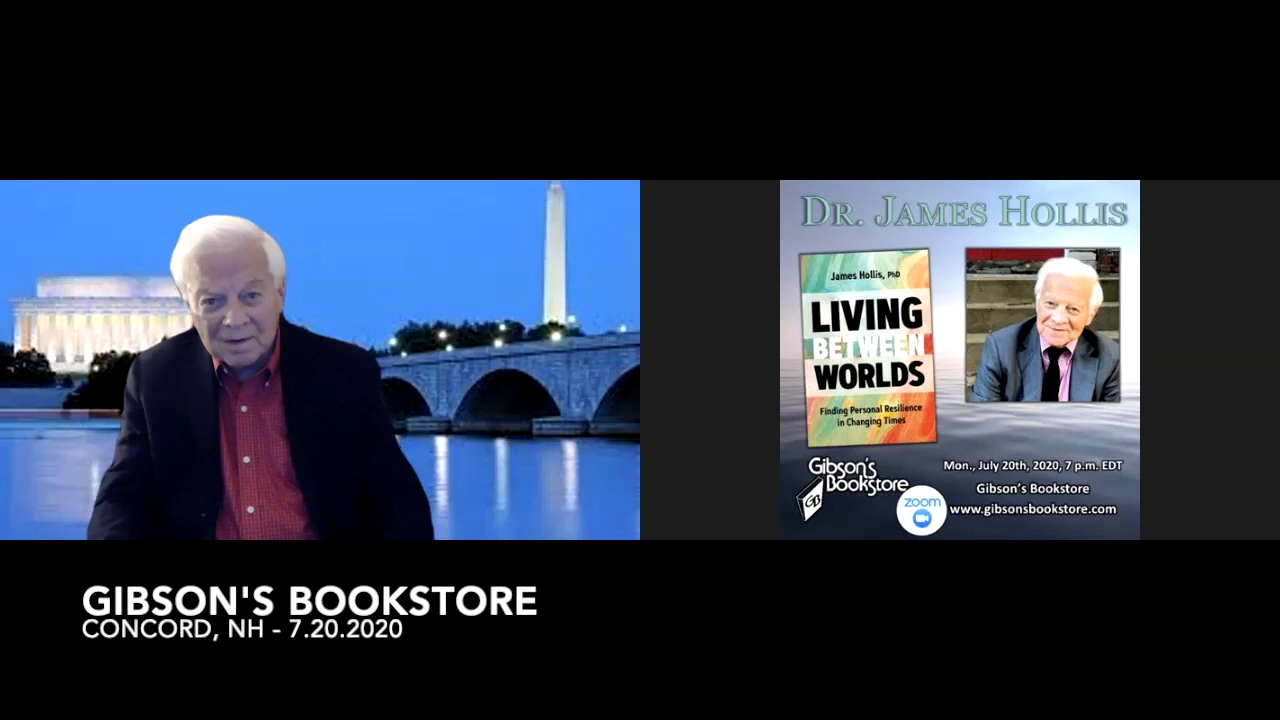 DR. JAMES HOLLIS
James Hollis, PhD
LIVING
BETWEEN
WORLDS
Finding Personal Resilience
in Changing Times
Gibson's
Bookstore
GB
zoom
Mon., July 20th, 2020, 7 p.m. EDT
Gibson's Bookstore
www.gibsonsbookstore.com
GIBSON'S BOOKSTORE
CONCORD, NH - 7.20.2020